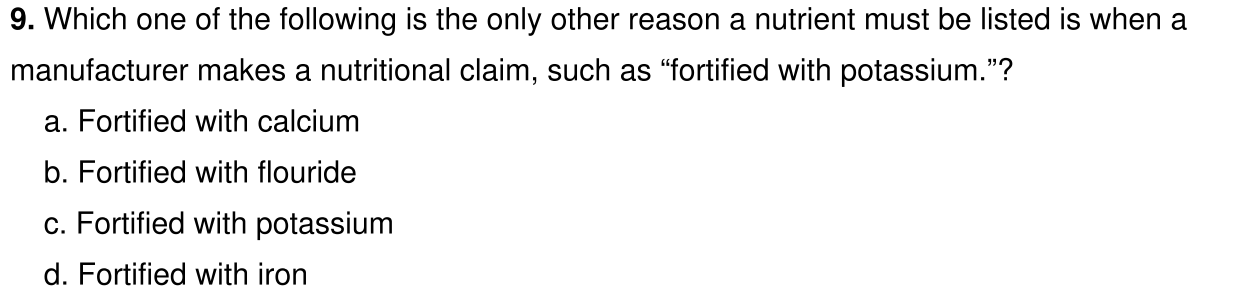 9. Which one of the following is the only other reason a nutrient must be listed is when a
manufacturer makes a nutritional claim, such as “fortified with potassium.”?
a. Fortified with calcium
b. Fortified with flouride
c. Fortified with potassium
d. Fortified with iron